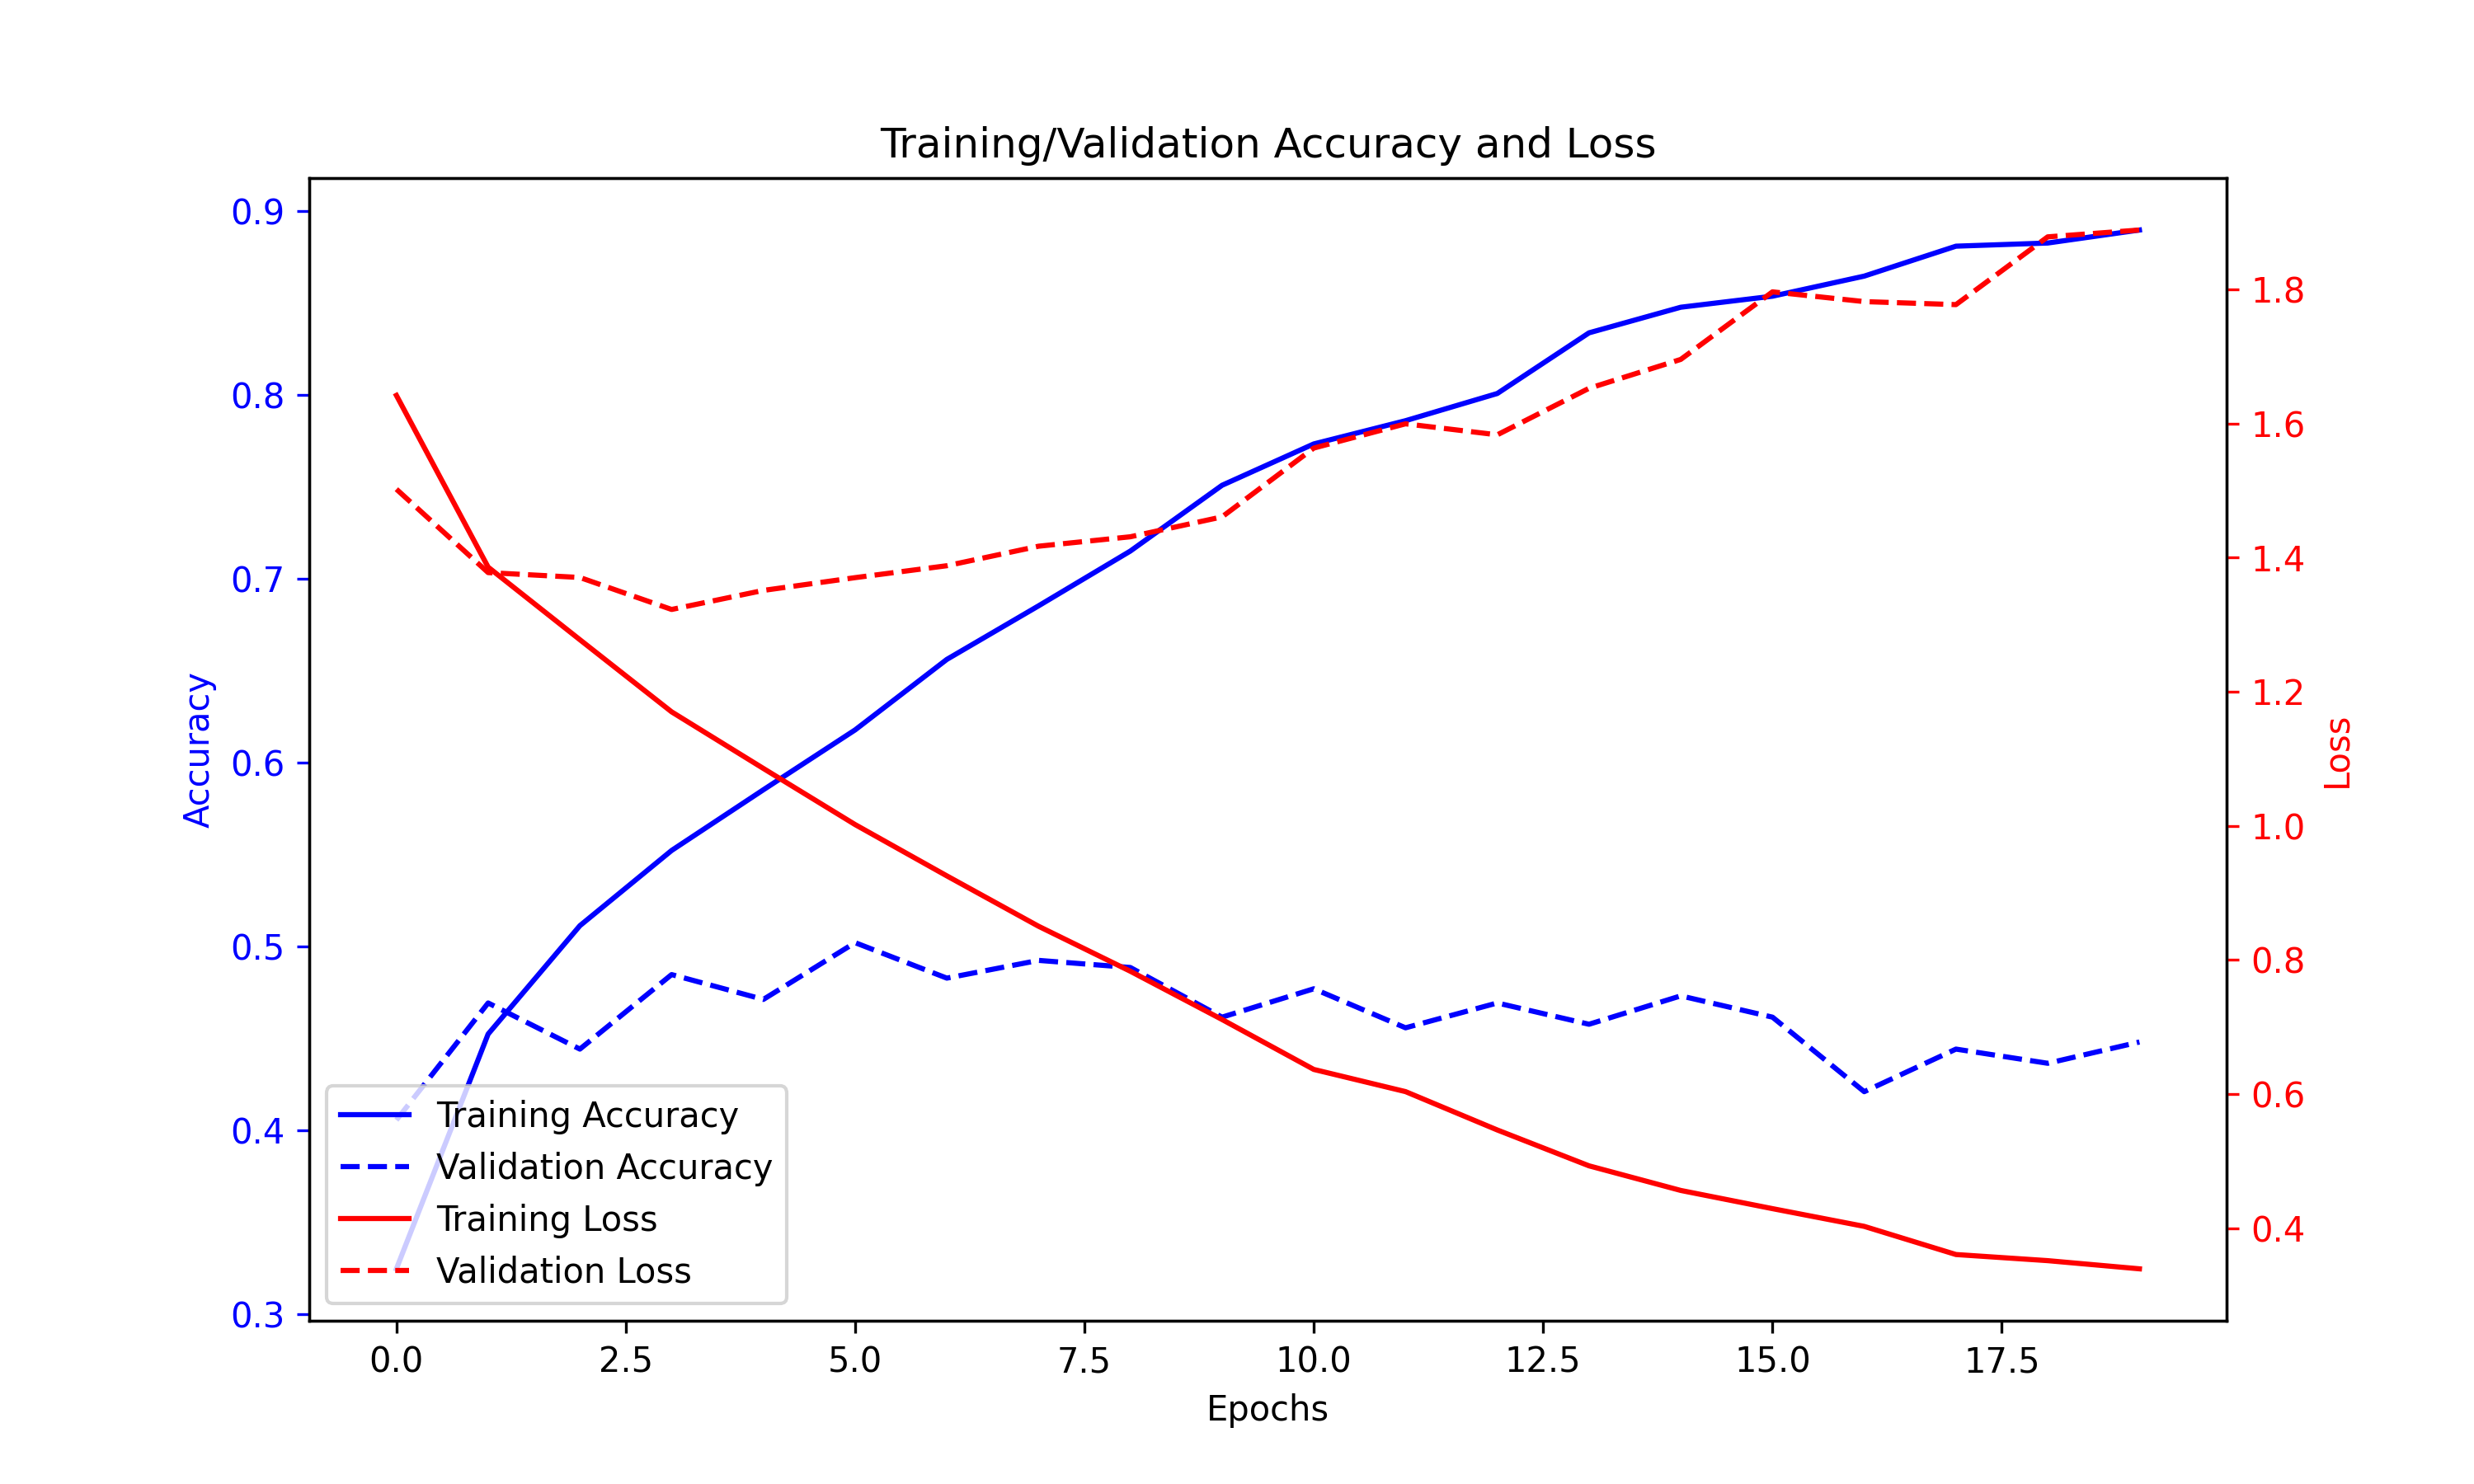 Training/Validation Accuracy and Loss
0.9
0.8
0.7
0.6
0.5
0.4
0.3
Accuracy
1.8
1.6
1.4
1.2
1.0
0.8
0.6
0.4
Loss
Training Accuracy
Validation Accuracy
Training Loss
Validation Loss
0.0 2.5 5.0 7.5 10.0 12.5 15.0 17.5
Epochs